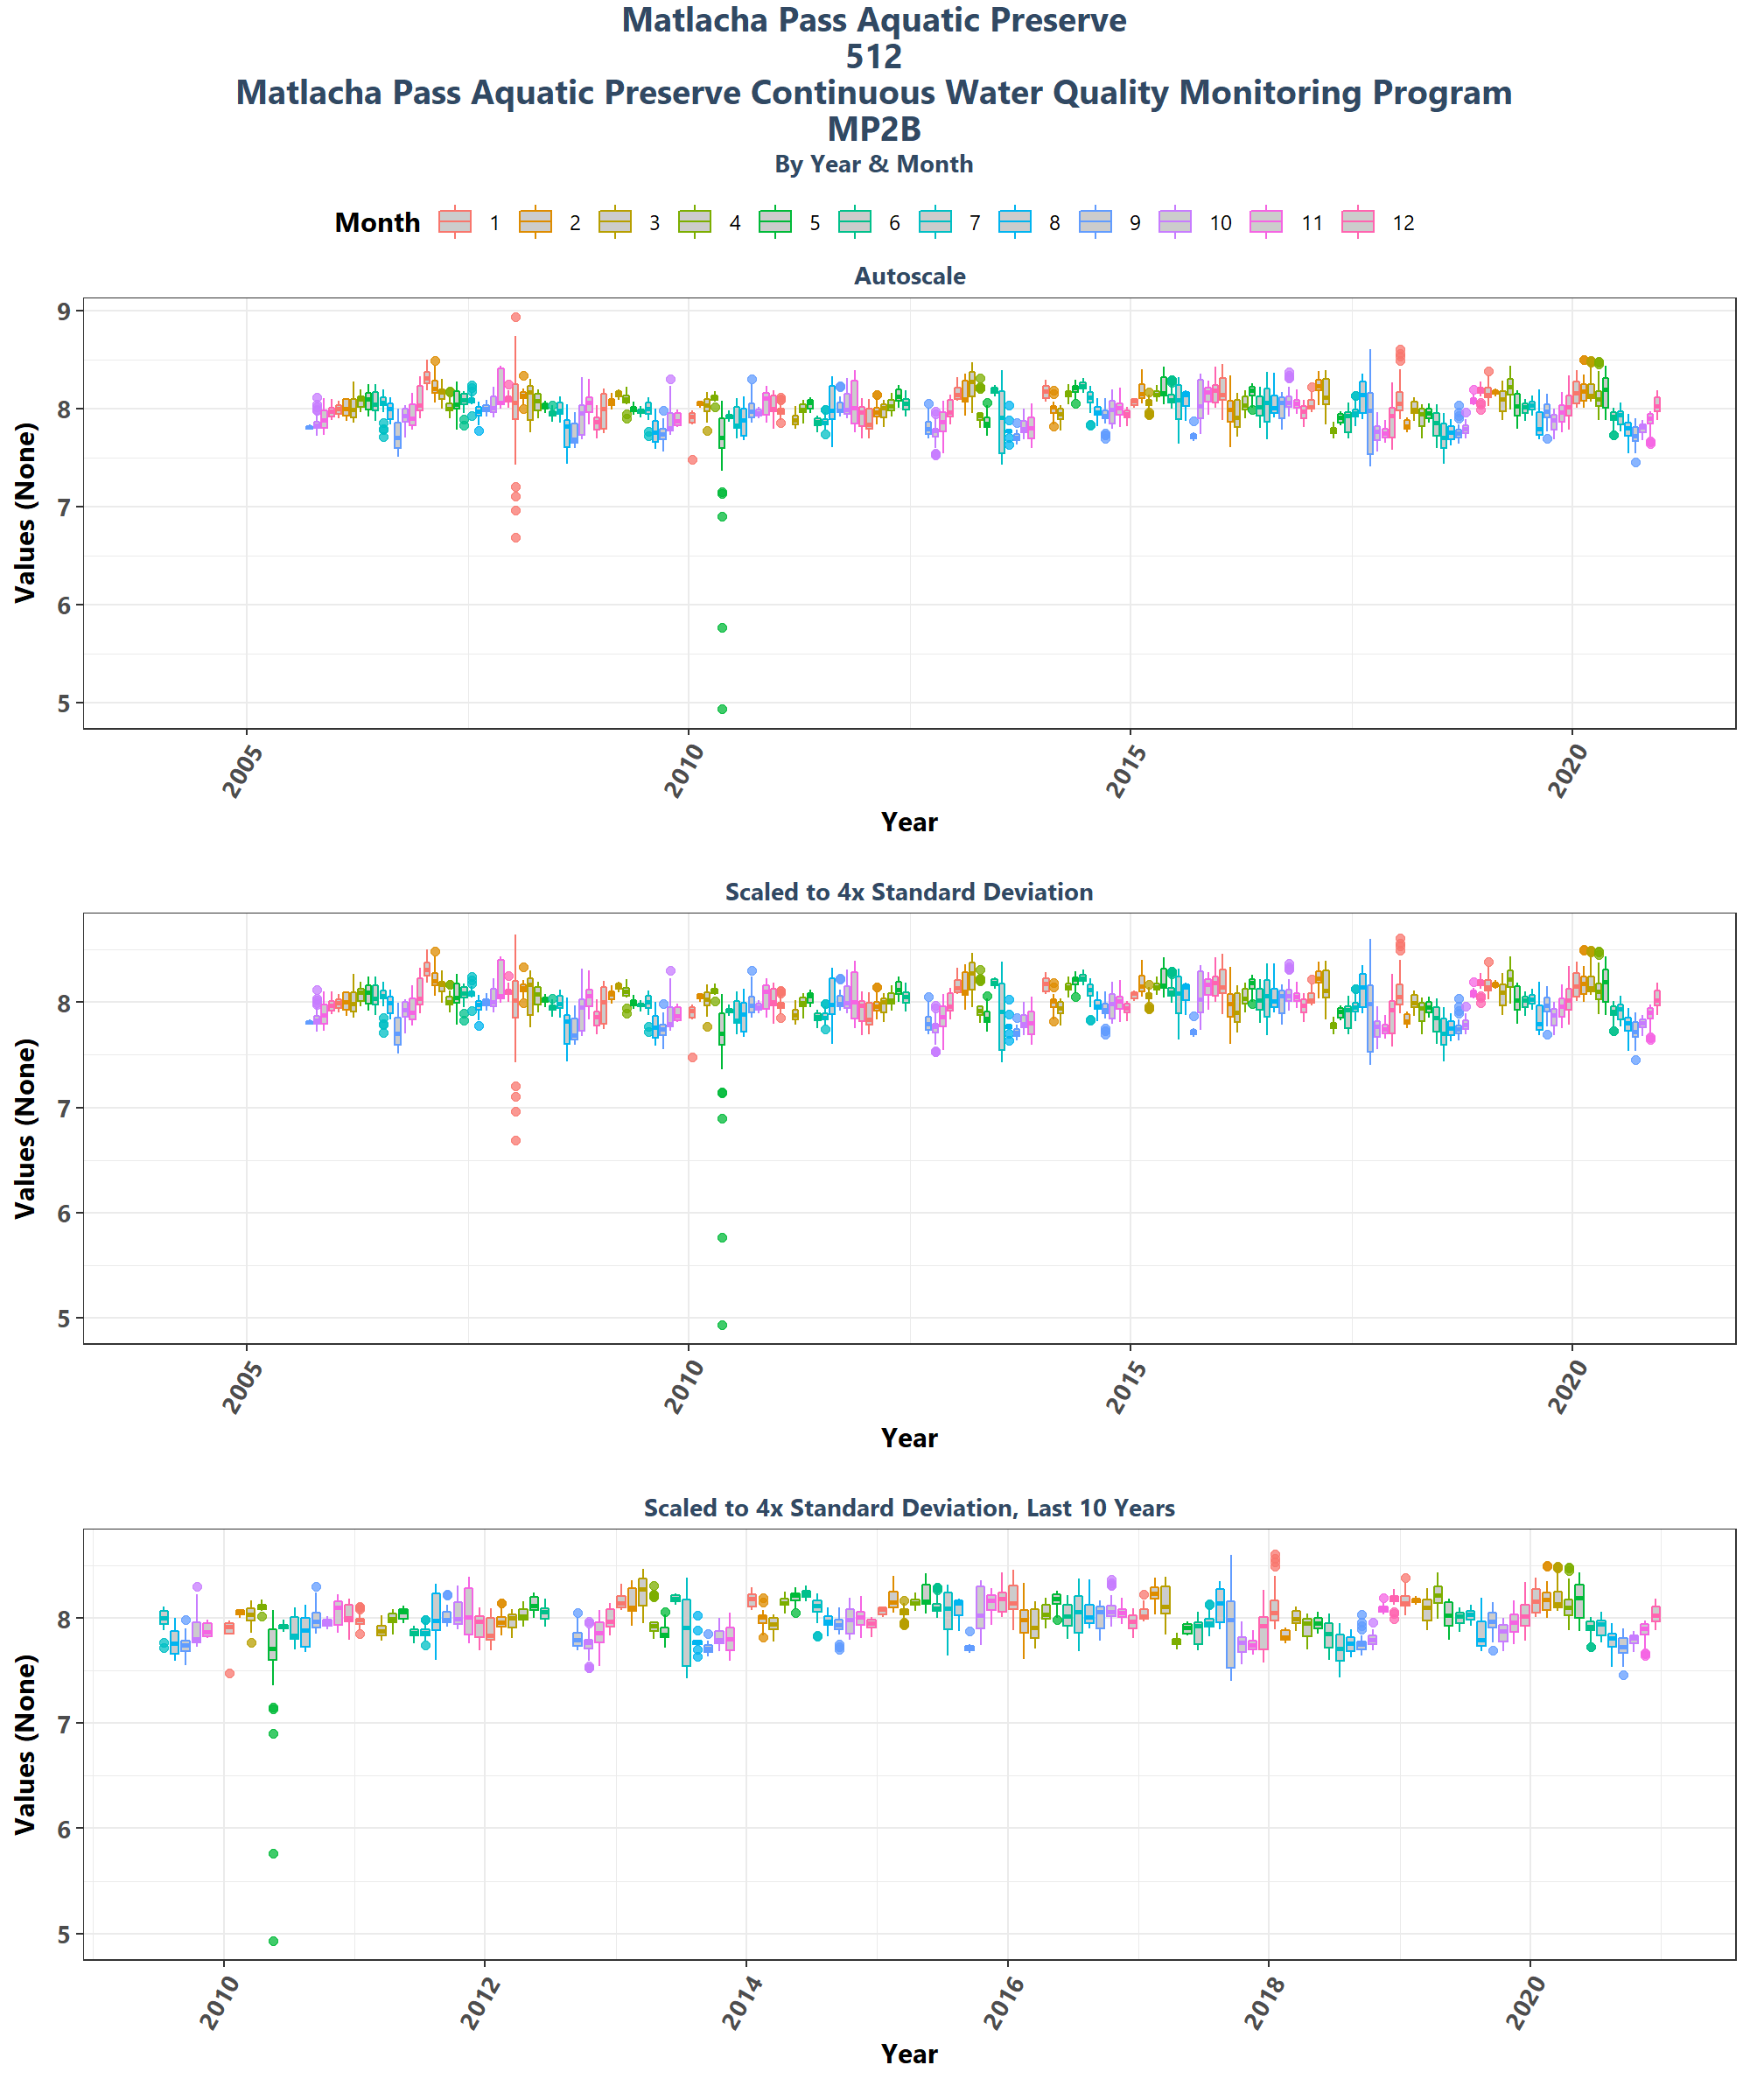 Matlacha Pass Aquatic Preserve
512
Matlacha Pass Aquatic Preserve Continuous Water Quality Monitoring Program
MP2B
By Year & Month
Month 1 2 3 4 5 6 7 8 9 10 11 12
Autoscale
Values (None)
9
8
7
6
5
2005 2010 2015 2020
Year
Scaled to 4x Standard Deviation
Values (None)
8
7
6
5
2005 2010 2015 2020
Year
Scaled to 4x Standard Deviation, Last 10 Years
Values (None)
8
7
6
5
2010 2012 2014 2016 2018 2020
Year